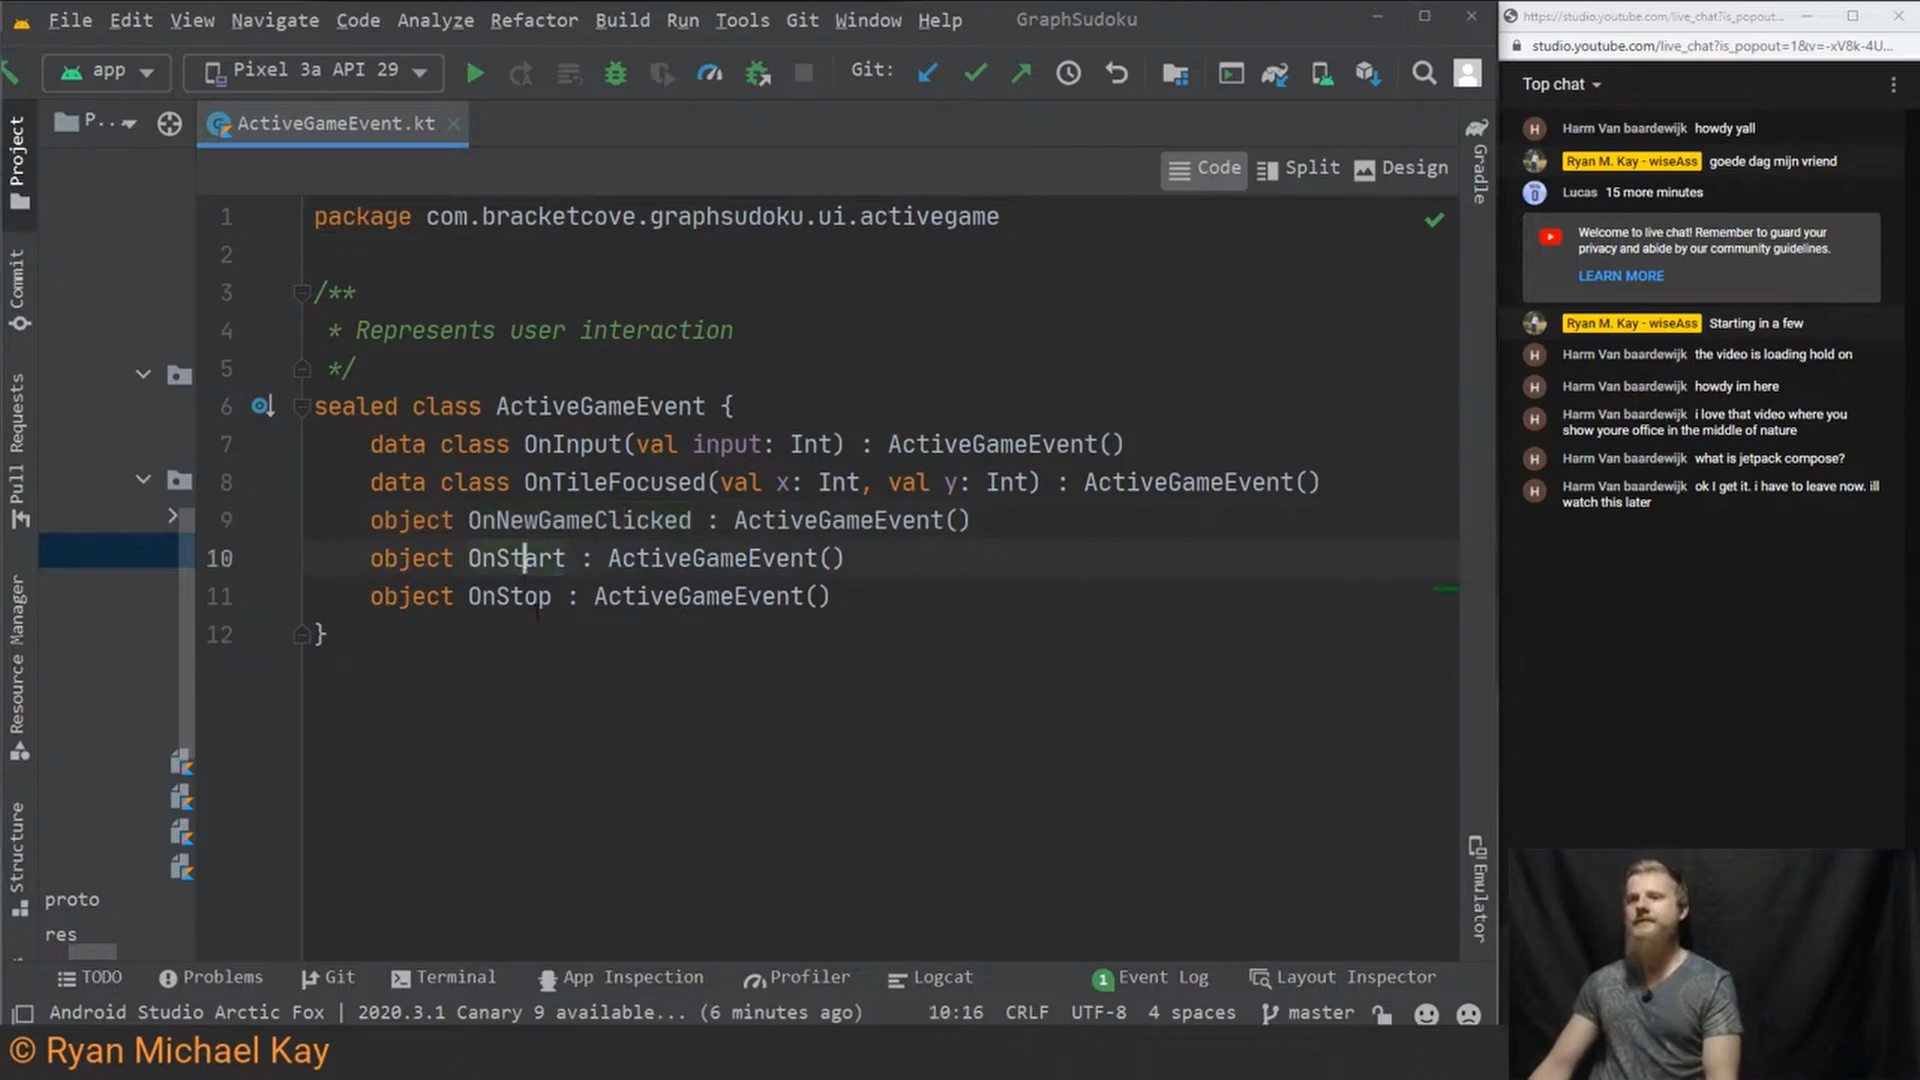 File Edit View Navigate Code Analyze Refactor Build Run Tools Git Window Help GraphSudoku
app Pixel 3a API 29 Git:
P..
ActiveGameEvent.kt
Code Split Design
1 package com.bracketcove.graphsudoku.ui.activegame
2
3 /**
4 * Represents user interaction
5 */
6 sealed class ActiveGameEvent {
7 data class OnInput(val input: Int) : ActiveGameEvent()
8 data class OnTileFocused(val x: Int, val y: Int) : ActiveGameEvent()
9 object OnNewGameClicked : ActiveGameEvent()
10 object OnStart : ActiveGameEvent()
11 object OnStop : ActiveGameEvent()
12 }
Project
Commit
Pull Requests
Resource Manager
Structure
proto
res
Gradle
Emulator
TODO Problems Git Terminal App Inspection Profiler Logcat 1 Event Log Layout Inspector
Android Studio Arctic Fox | 2020.3.1 Canary 9 available... (6 minutes ago) 10:16 CRLF UTF-8 4 spaces master
© Ryan Michael Kay
https://studio.youtube.com/live_chat?is_popout...
studio.youtube.com/live_chat?is_popout=1&v=-xV8k-4U...
Top chat
H Harm Van baardewijk howdy yall
Ryan M. Kay - wiseAss goede dag mijn vriend
Lucas 15 more minutes
Welcome to live chat! Remember to guard your
privacy and abide by our community guidelines.
LEARN MORE
Ryan M. Kay - wiseAss Starting in a few
H Harm Van baardewijk the video is loading hold on
H Harm Van baardewijk howdy im here
H Harm Van baardewijk i love that video where you
show youre office in the middle of nature
H Harm Van baardewijk what is jetpack compose?
H Harm Van baardewijk ok I get it. i have to leave now. ill
watch this later